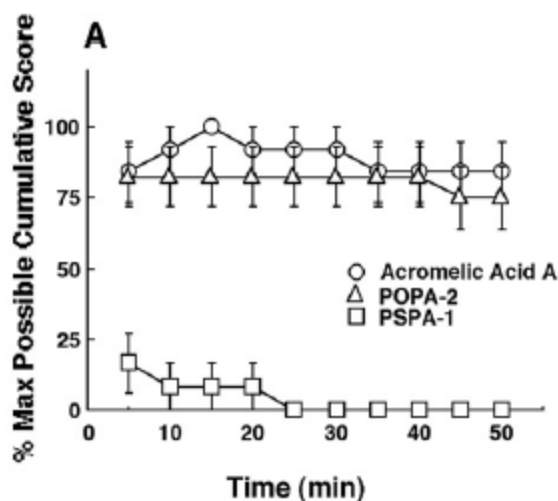 A
% Max Possible Cumulative Score
100
75
50
25
0
Acromelic Acid A
POPA-2
PSPA-1
0 10 20 30 40 50
Time (min)